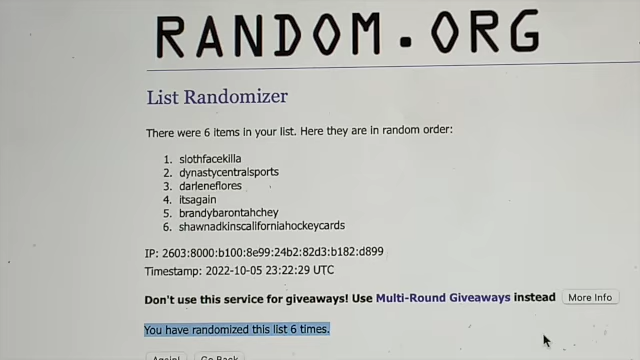 RANDOM.ORG
List Randomizer
There were 6 items in your list. Here they are in random order:
1. slothfacekilla
2. dynastycentralsports
3. darleneflores
4. itsagain
5. brandybarontahchey
6. shawnadkinscaliforniahockeycards
IP: 2603:8000:b100:8e99:24b2:82d3:b182:d899
Timestamp: 2022-10-05 23:22:29 UTC
Don't use this service for giveaways! Use Multi-Round Giveaways instead More Info
You have randomized this list 6 times.
Again! Go Back